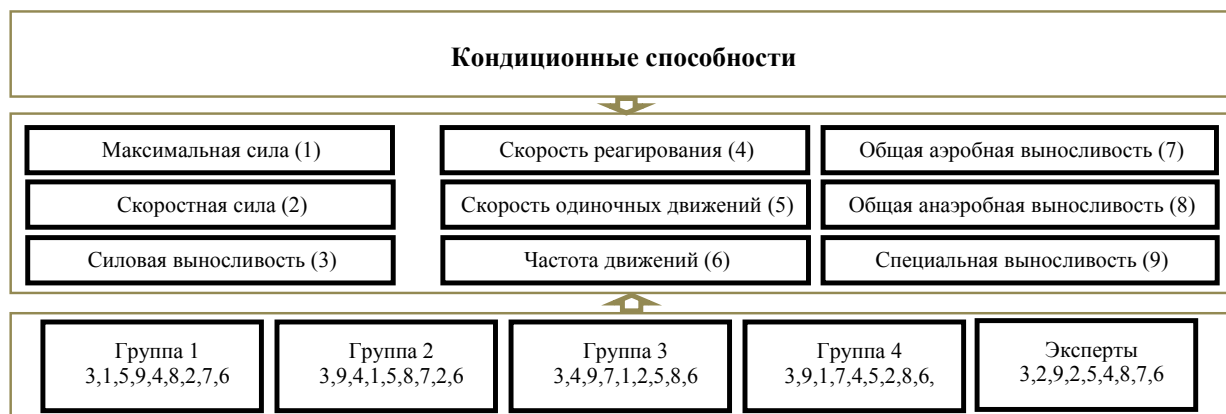 Кондиционные способности
Максимальная сила (1)
Скорость реагирования (4)
Общая аэробная выносливость (7)
Скоростная сила (2)
Скорость одиночных движений (5)
Общая анаэробная выносливость (8)
Силовая выносливость (3)
Частота движений (6)
Специальная выносливость (9)
Группа 1
3,1,5,9,4,8,2,7,6
Группа 2
3,9,4,1,5,8,7,2,6
Группа 3
3,4,9,7,1,2,5,8,6
Группа 4
3,9,1,7,4,5,2,8,6,
Эксперты
3,2,9,2,5,4,8,7,6